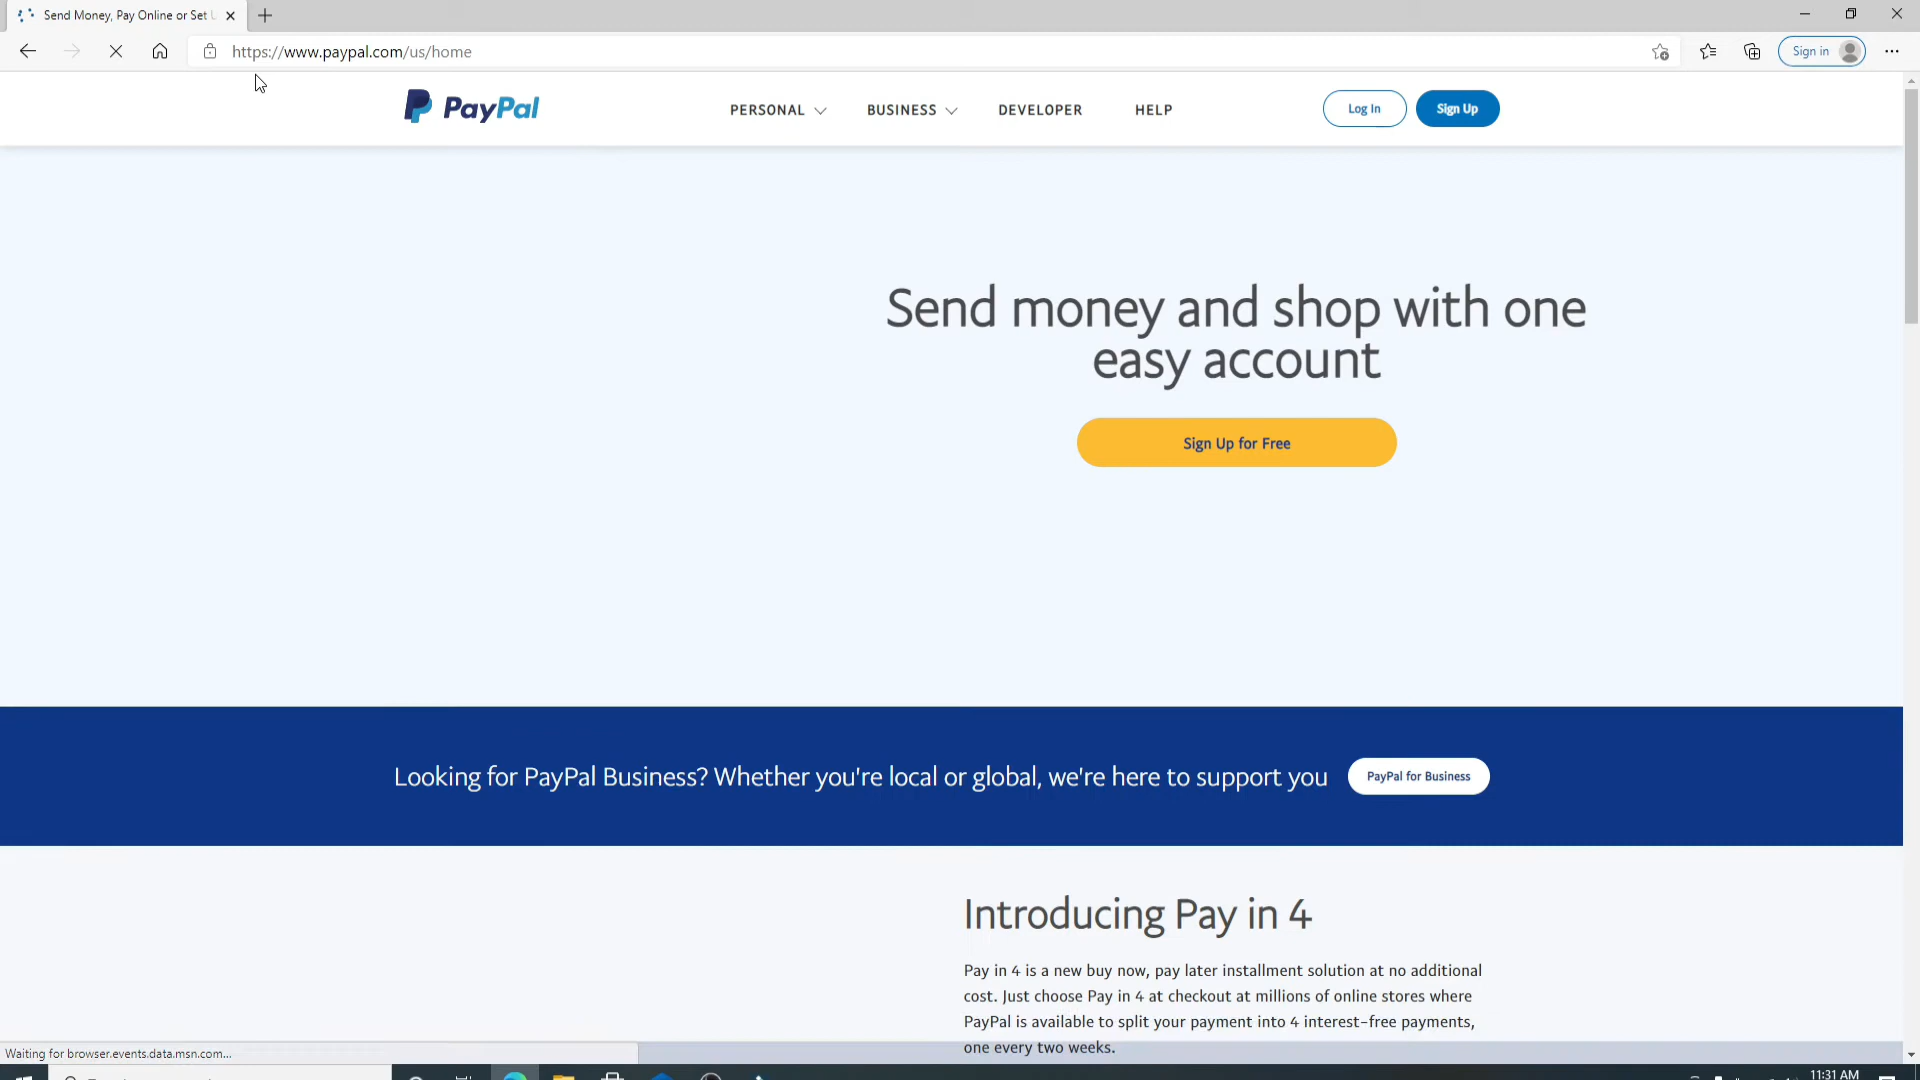 Send Money, Pay Online or Set U
https://www.paypal.com/us/home
Sign in
PayPal
PERSONAL
BUSINESS
DEVELOPER
HELP
Log In
Sign Up
Send money and shop with one
easy account
Sign Up for Free
Looking for PayPal Business? Whether you're local or global, we're here to support you
PayPal for Business
Introducing Pay in 4
Pay in 4 is a new buy now, pay later installment solution at no additional
cost. Just choose Pay in 4 at checkout at millions of online stores where
PayPal is available to split your payment into 4 interest-free payments,
one every two weeks.
Waiting for browser.events.data.msn.com...
11:31 AM